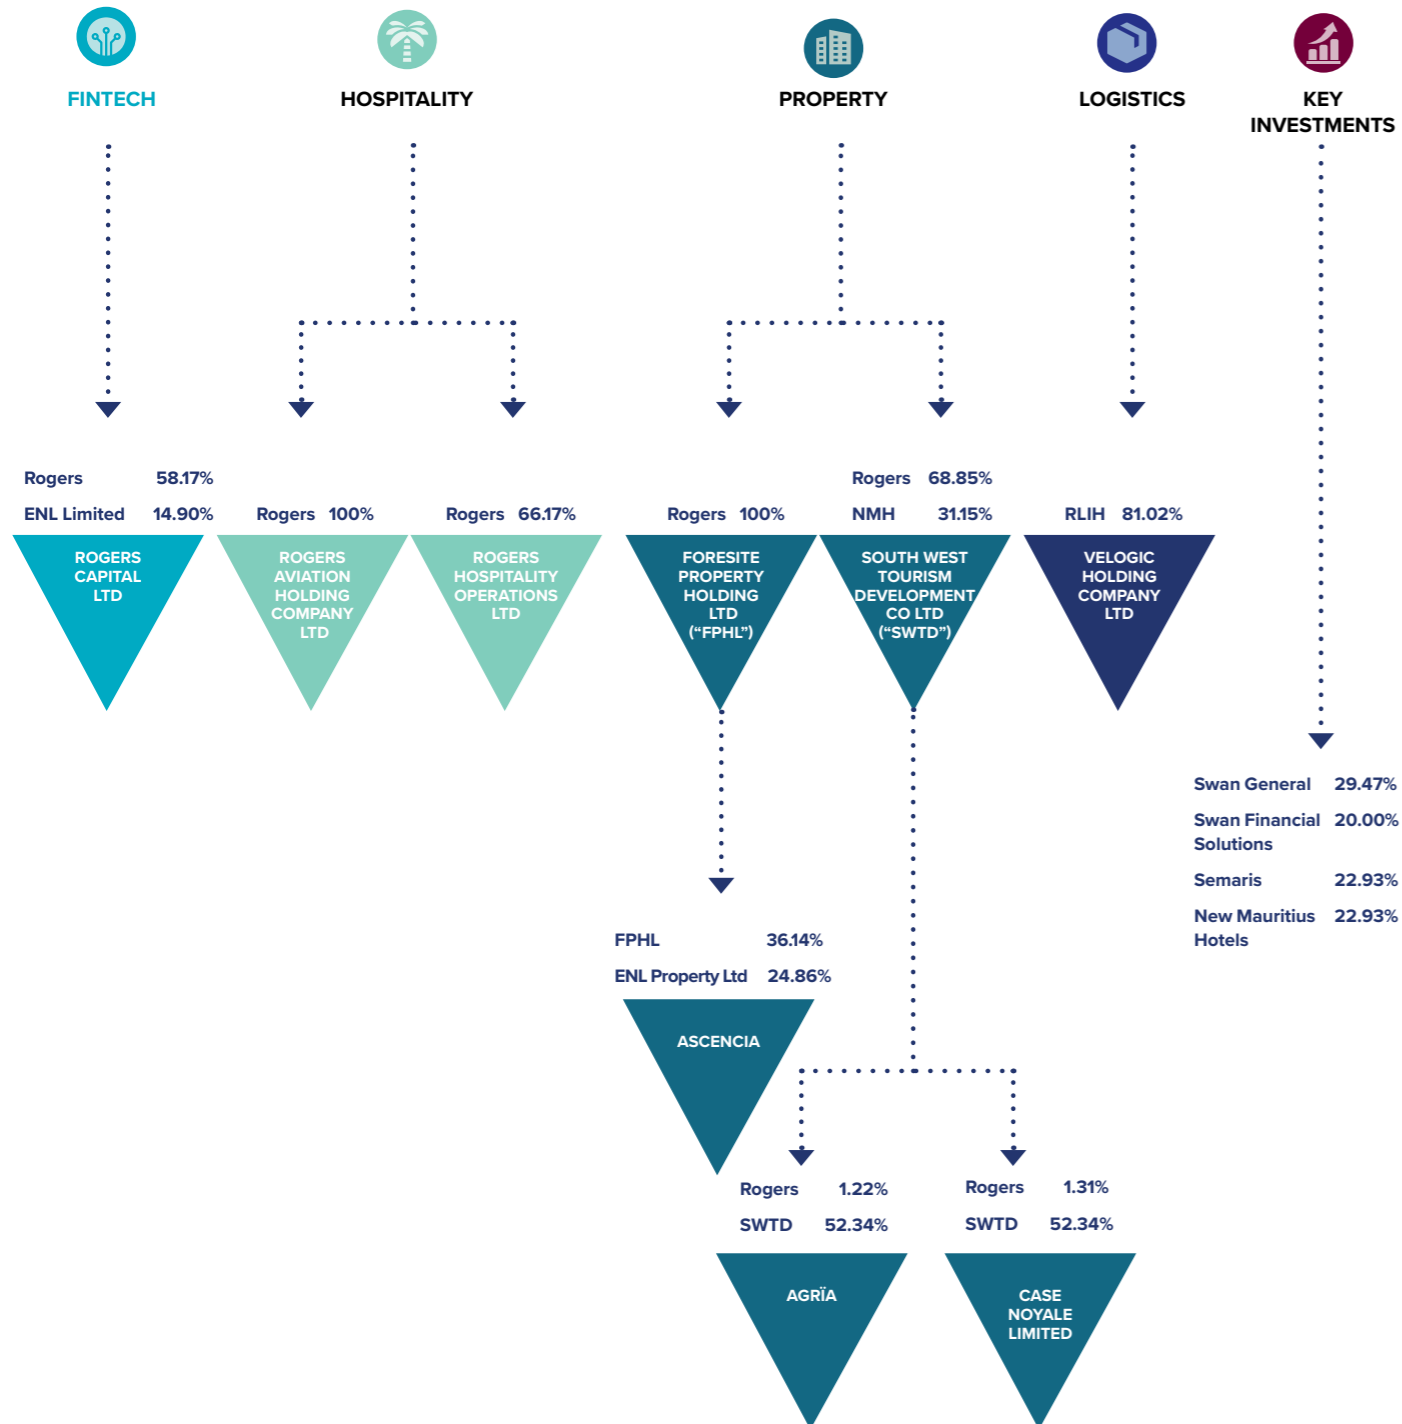 FINTECH
HOSPITALITY
PROPERTY
LOGISTICS
KEY
INVESTMENTS
Rogers 58.17%
ENL Limited 14.90%
ROGERS
CAPITAL
LTD
Rogers 100%
ROGERS
AVIATION
HOLDING
COMPANY
LTD
Rogers 66.17%
ROGERS
HOSPITALITY
OPERATIONS
LTD
Rogers 100%
FORESITE
PROPERTY
HOLDING
LTD
(“FPHL”)
Rogers 68.85%
NMH 31.15%
SOUTH WEST
TOURISM
DEVELOPMENT
CO LTD
(“SWTD”)
RLIH 81.02%
VELOGIC
HOLDING
COMPANY
LTD
Swan General 29.47%
Swan Financial 20.00%
Solutions
Semaris 22.93%
New Mauritius 22.93%
Hotels
FPHL 36.14%
ENL Property Ltd 24.86%
ASCENCIA
Rogers 1.22%
SWTD 52.34%
AGRÏA
Rogers 1.31%
SWTD 52.34%
CASE
NOYALE
LIMITED